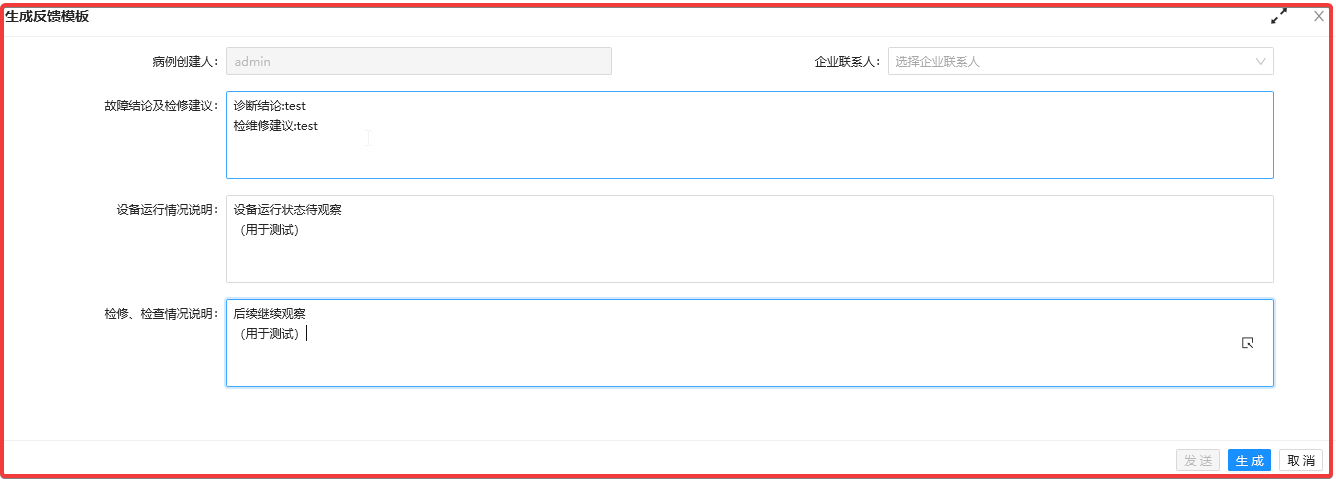 生成反馈模板
病例创建人： admin 企业联系人： 选择企业联系人
故障结论及检修建议： 诊断结论:test
检维修建议:test
设备运行情况说明： 设备运行状态待观察
（用于测试）
检修、检查情况说明： 后续继续观察
（用于测试）
发 送 生 成 取 消